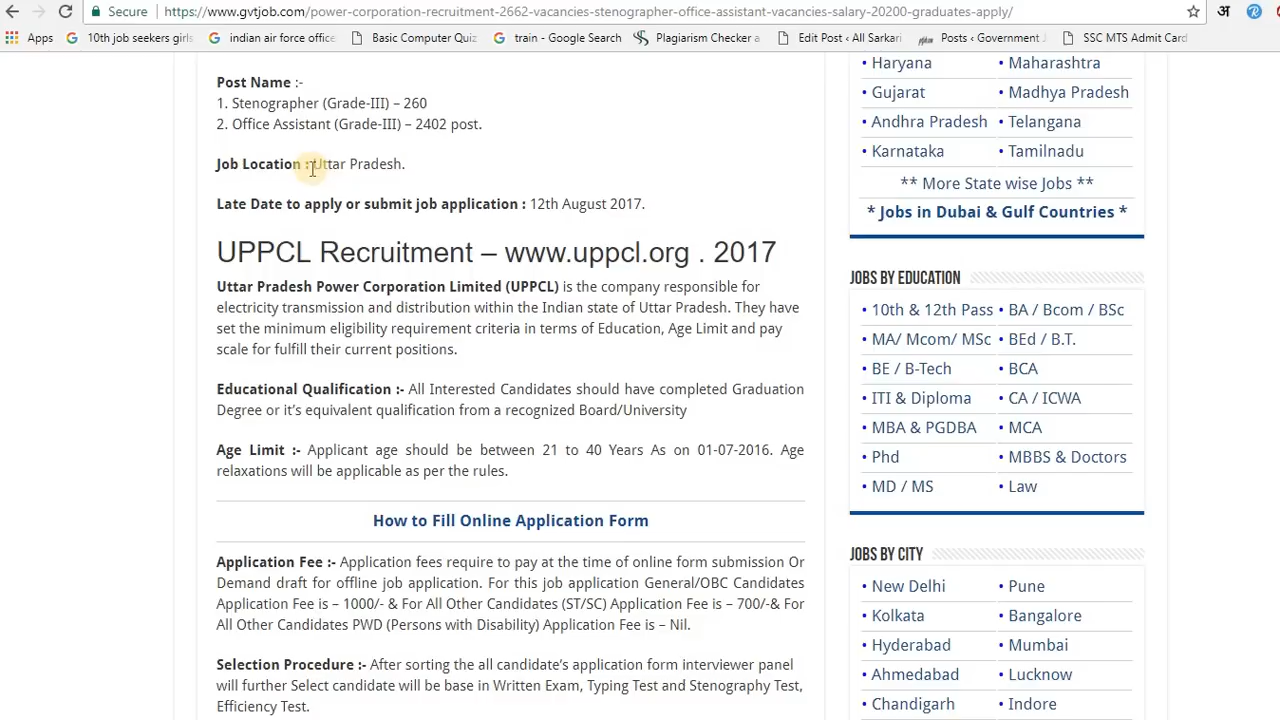 Secure | https://www.gvtjob.com/power-corporation-recruitment-2662-vacancies-stenographer-office-assistant-vacancies-salary-20200-graduates-apply/
अ
Apps 10th job seekers girls indian air force office Basic Computer Quiz train - Google Search Plagiarism Checker a Edit Post ‹ All Sarkari Posts ‹ Government J SSC MTS Admit Card
Post Name :-
1. Stenographer (Grade-III) – 260
2. Office Assistant (Grade-III) – 2402 post.
Job Location : Uttar Pradesh.
Late Date to apply or submit job application : 12th August 2017.
UPPCL Recruitment – www.uppcl.org . 2017
Uttar Pradesh Power Corporation Limited (UPPCL) is the company responsible for
electricity transmission and distribution within the Indian state of Uttar Pradesh. They have
set the minimum eligibility requirement criteria in terms of Education, Age Limit and pay
scale for fulfill their current positions.
Educational Qualification :- All Interested Candidates should have completed Graduation
Degree or it's equivalent qualification from a recognized Board/University
Age Limit :- Applicant age should be between 21 to 40 Years As on 01-07-2016. Age
relaxations will be applicable as per the rules.
How to Fill Online Application Form
Application Fee :- Application fees require to pay at the time of online form submission Or
Demand draft for offline job application. For this job application General/OBC Candidates
Application Fee is – 1000/- & For All Other Candidates (ST/SC) Application Fee is – 700/-& For
All Other Candidates PWD (Persons with Disability) Application Fee is – Nil.
Selection Procedure :- After sorting the all candidate's application form interviewer panel
will further Select candidate will be base in Written Exam, Typing Test and Stenography Test,
Efficiency Test.
• Haryana • Maharashtra
• Gujarat • Madhya Pradesh
• Andhra Pradesh • Telangana
• Karnataka • Tamilnadu
** More State wise Jobs **
* Jobs in Dubai & Gulf Countries *
JOBS BY EDUCATION
• 10th & 12th Pass • BA / Bcom / BSc
• MA/ Mcom/ MSc • BEd / B.T.
• BE / B-Tech • BCA
• ITI & Diploma • CA / ICWA
• MBA & PGDBA • MCA
• Phd • MBBS & Doctors
• MD / MS • Law
JOBS BY CITY
• New Delhi • Pune
• Kolkata • Bangalore
• Hyderabad • Mumbai
• Ahmedabad • Lucknow
• Chandigarh • Indore